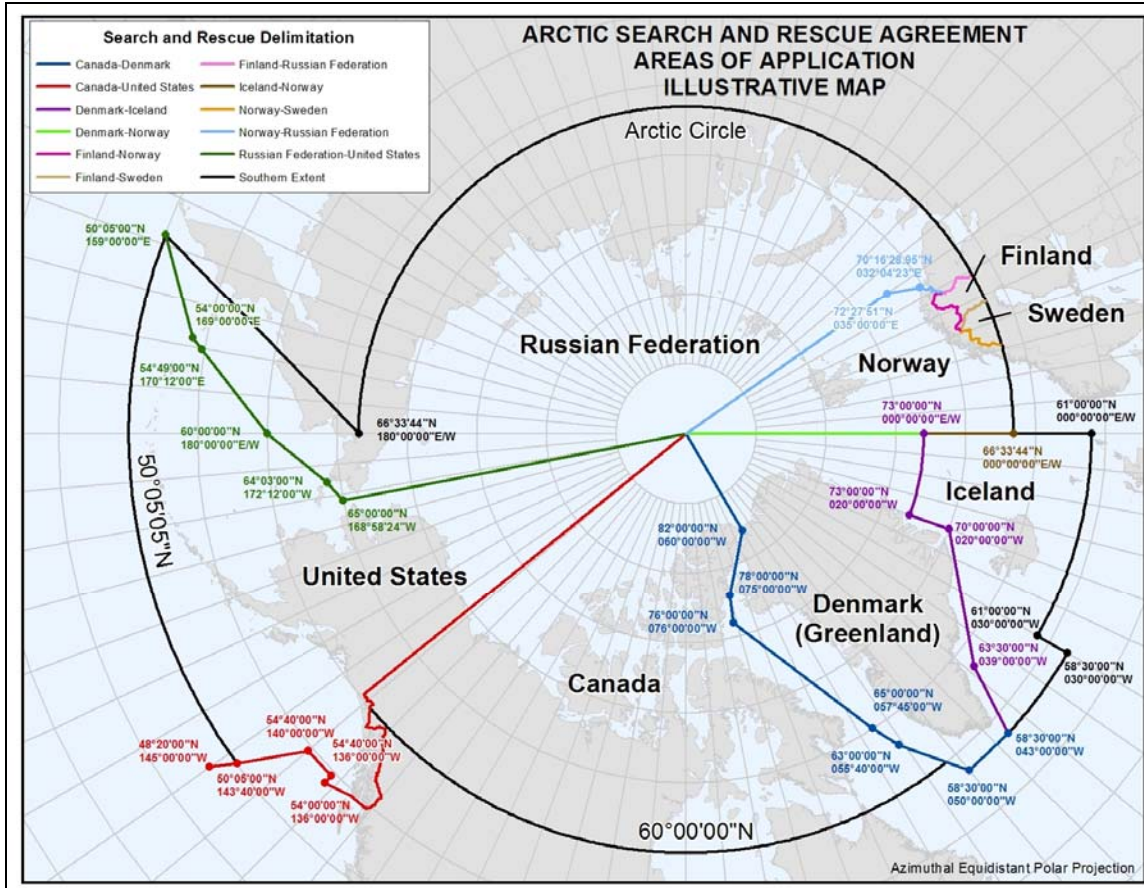 ARCTIC SEARCH AND RESCUE AGREEMENT
AREAS OF APPLICATION
ILLUSTRATIVE MAP
Search and Rescue Delimitation
Canada-Denmark
Canada-United States
Denmark-Iceland
Denmark-Norway
Finland-Norway
Finland-Sweden
Finland-Russian Federation
Iceland-Norway
Norway-Sweden
Norway-Russian Federation
Russian Federation-United States
Southern Extent
Arctic Circle
50°05'00"N
159°00'00"E
54°00'00"N
169°00'00"E
54°49'00"N
170°12'00"E
60°00'00"N
180°00'00"E/W
64°03'00"N
172°12'00"W
65°00'00"N
168°58'24"W
66°33'44"N
180°00'00"E/W
50°05'05"N
Russian Federation
70°16'28.95"N
032°04'23"E
72°27'51"N
035°00'00"E
Finland
Sweden
Norway
73°00'00"N
000°00'00"E/W
61°00'00"N
000°00'00"E/W
66°33'44"N
000°00'00"E/W
Iceland
73°00'00"N
020°00'00"W
70°00'00"N
020°00'00"W
82°00'00"N
060°00'00"W
78°00'00"N
075°00'00"W
76°00'00"N
076°00'00"W
United States
Denmark
(Greenland)
61°00'00"N
030°00'00"W
63°30'00"N
039°00'00"W
58°30'00"N
030°00'00"W
Canada
65°00'00"N
057°45'00"W
63°00'00"N
055°40'00"W
58°30'00"N
043°00'00"W
58°30'00"N
050°00'00"W
54°40'00"N
140°00'00"W
54°40'00"N
136°00'00"W
48°20'00"N
145°00'00"W
50°05'00"N
143°40'00"W
54°00'00"N
136°00'00"W
60°00'00"N
Azimuthal Equidistant Polar Projection